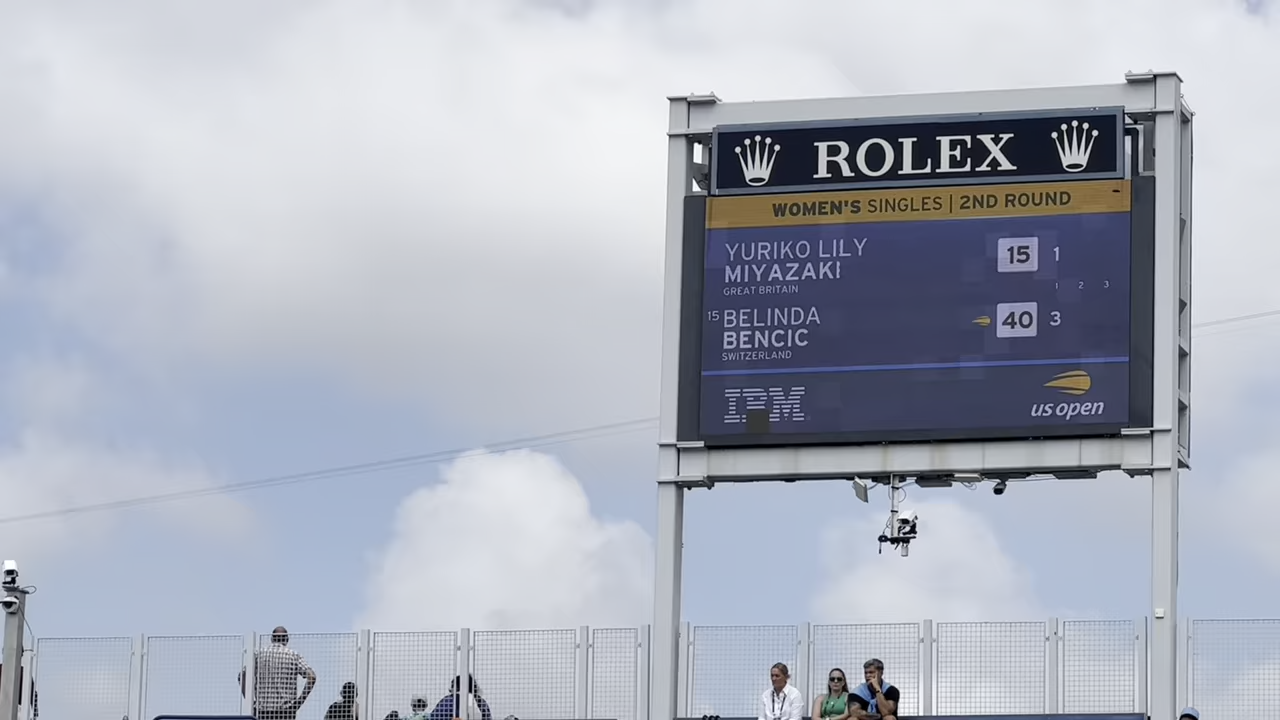 ROLEX
WOMEN'S SINGLES | 2ND ROUND
YURIKO LILY
MIYAZAKI
GREAT BRITAIN
15 1
1 2 3
15 BELINDA
BENCIC
SWITZERLAND
40 3
IBM
us open